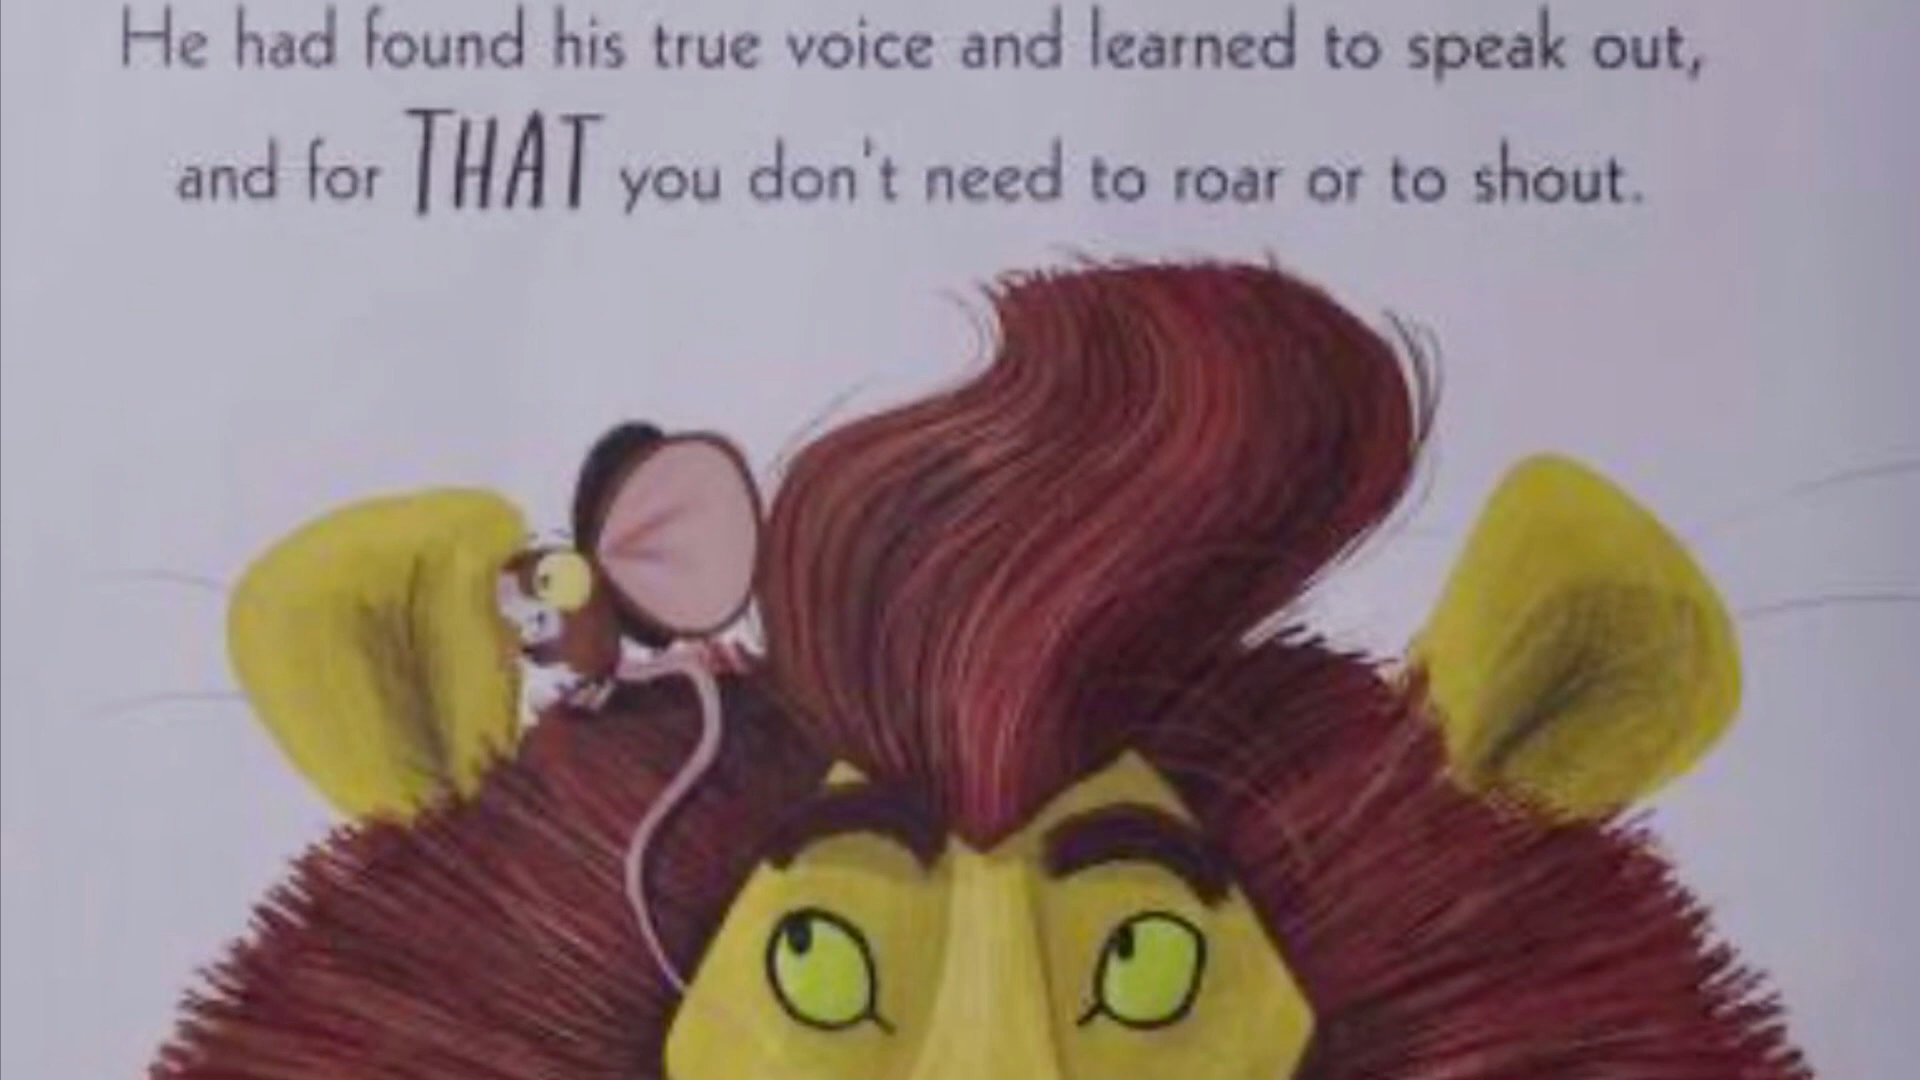 He had found his true voice and learned to speak out,
and for THAT you don't need to roar or to shout.